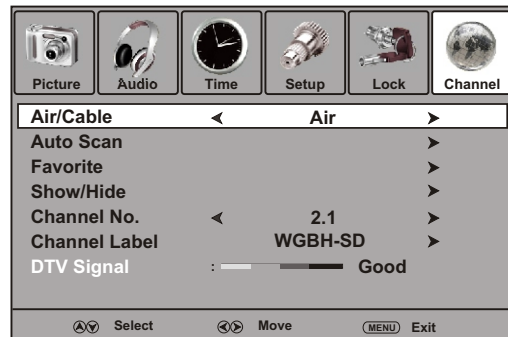 Picture Audio Time Setup Lock Channel
Air/Cable Air
Auto Scan
Favorite
Show/Hide
Channel No. 2.1
Channel Label WGBH-SD
DTV Signal : Good
Select Move MENU Exit